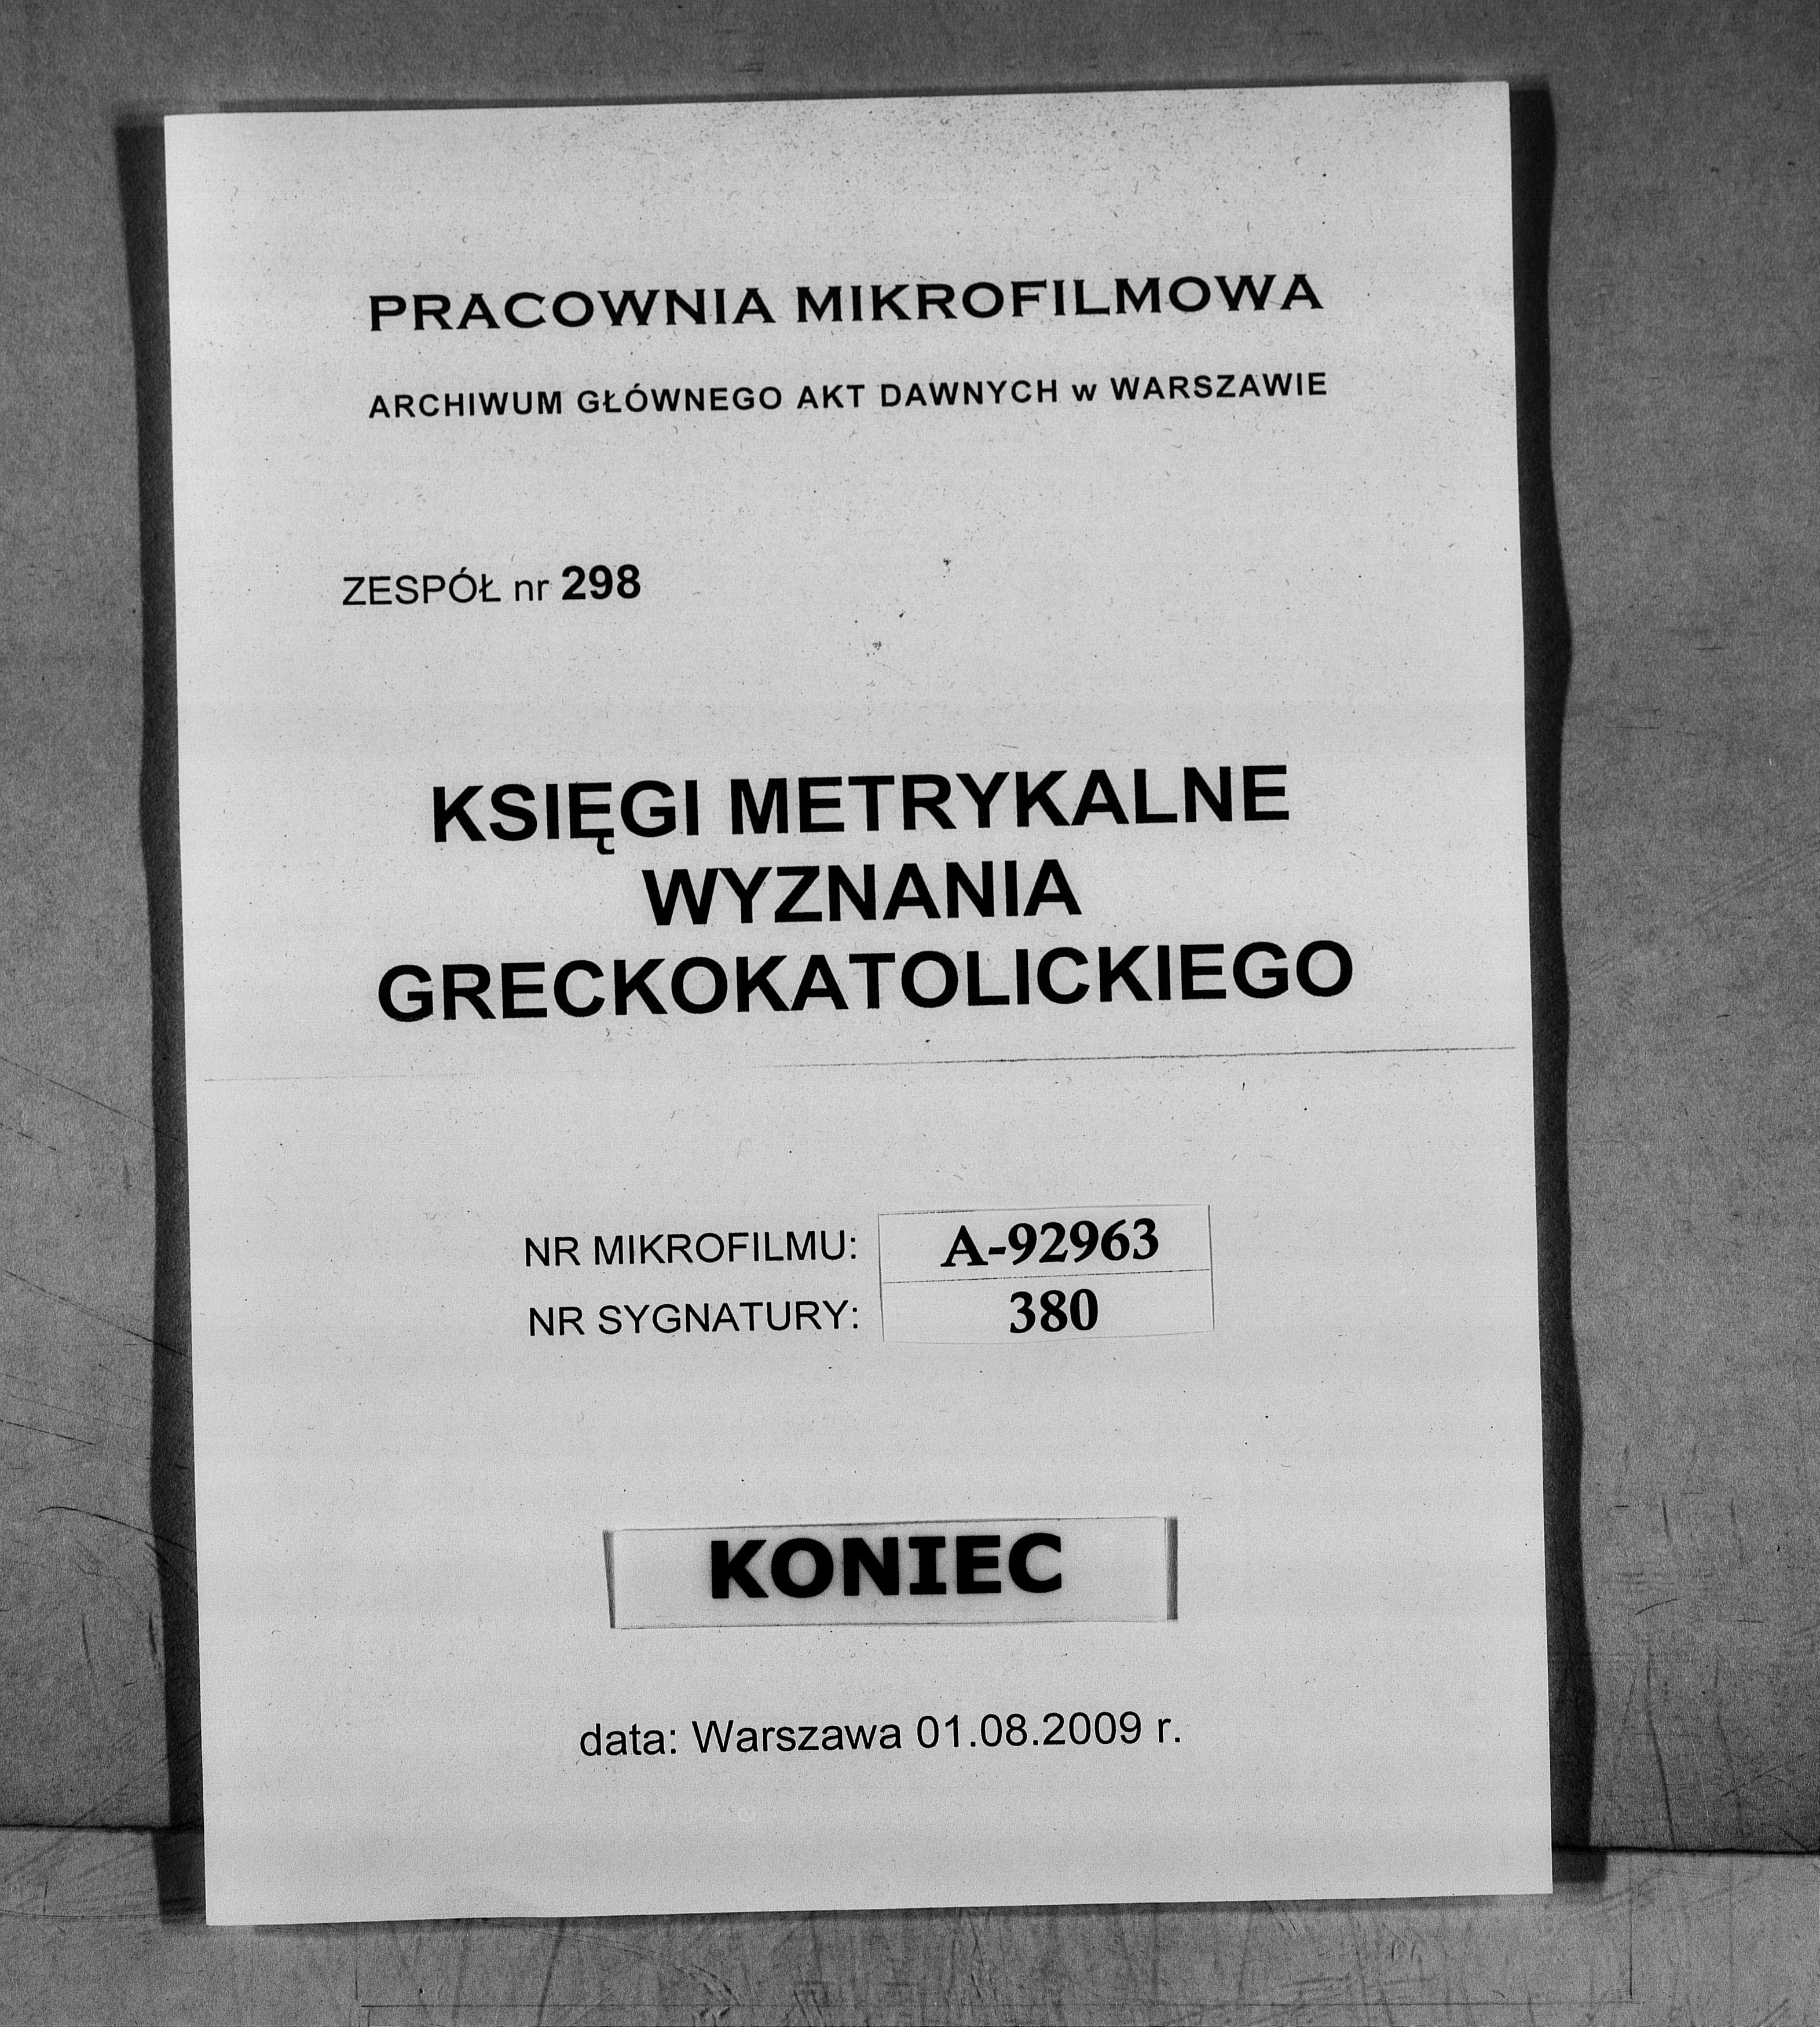 PRACOWNIA MIKROFILMOWA
ARCHIWUM GŁÓWNEGO AKT DAWNYCH w WARSZAWIE
ZESPÓŁ nr 298
KSIĘGI METRYKALNE
WYZNANIA
GRECKOKATOLICKIEGO
NR MIKROFILMU: A-92963
NR SYGNATURY: 380
KONIEC
data: Warszawa 01.08.2009 r.